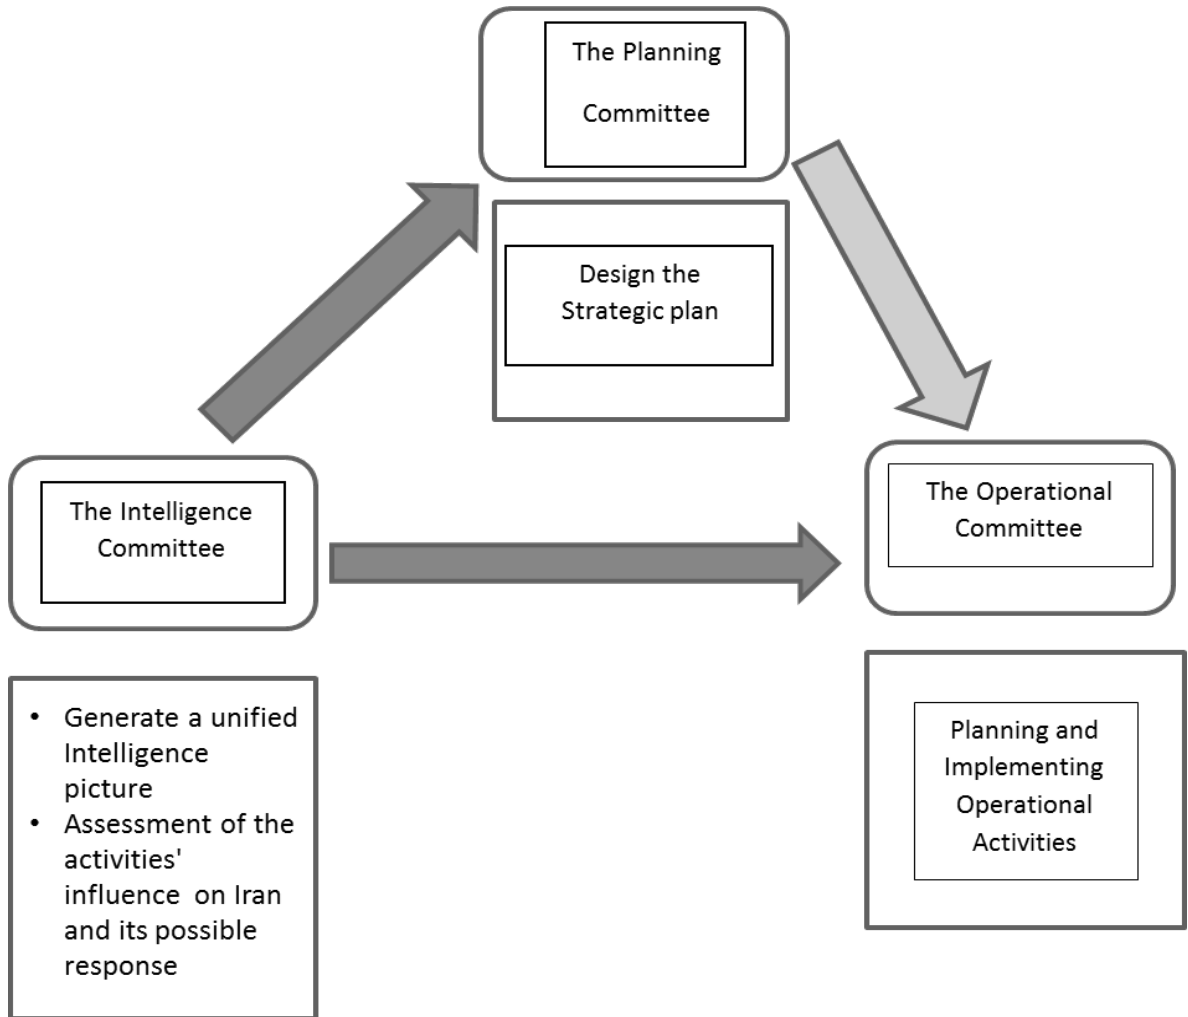 The Planning
Committee
Design the
Strategic plan
The Intelligence
Committee
The Operational
Committee
• Generate a unified
Intelligence
picture
• Assessment of the
activities'
influence  on Iran
and its possible
response
Planning and
Implementing
Operational
Activities